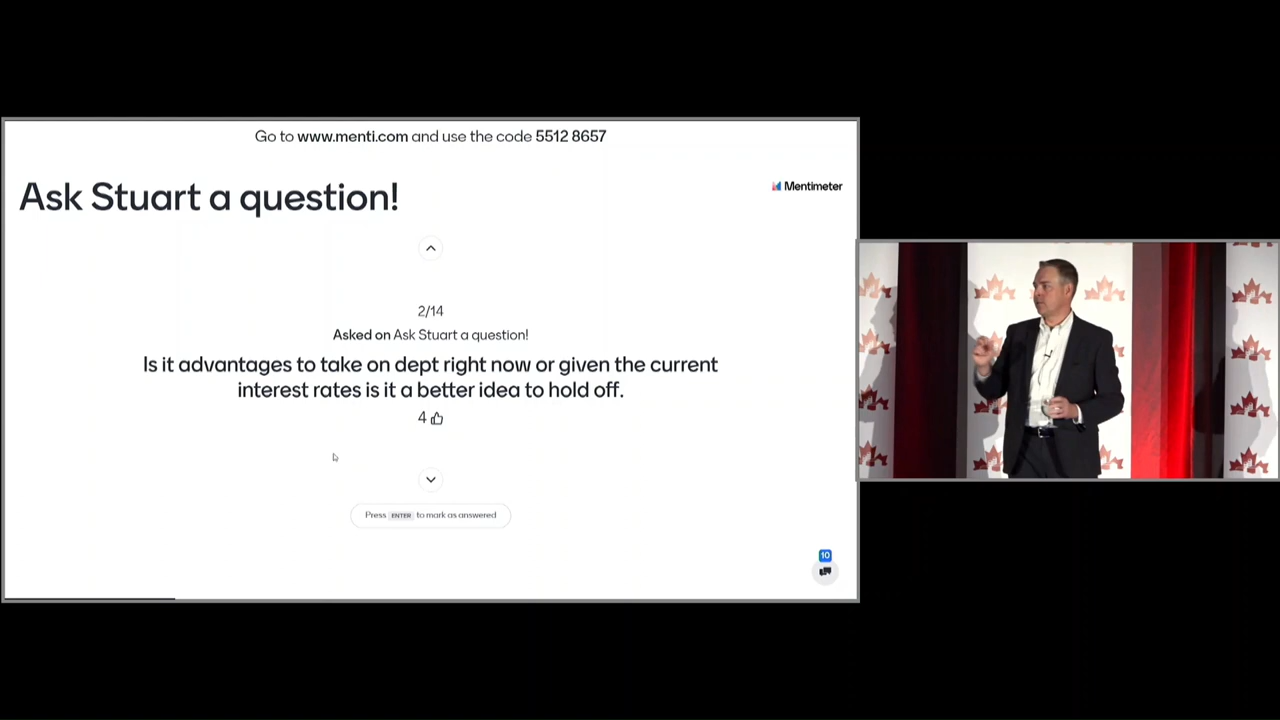 Go to www.menti.com and use the code 5512 8657
Ask Stuart a question!
Mentimeter
2/14
Asked on Ask Stuart a question!
Is it advantages to take on dept right now or given the current
interest rates is it a better idea to hold off.
4
Press ENTER to mark as answered
10